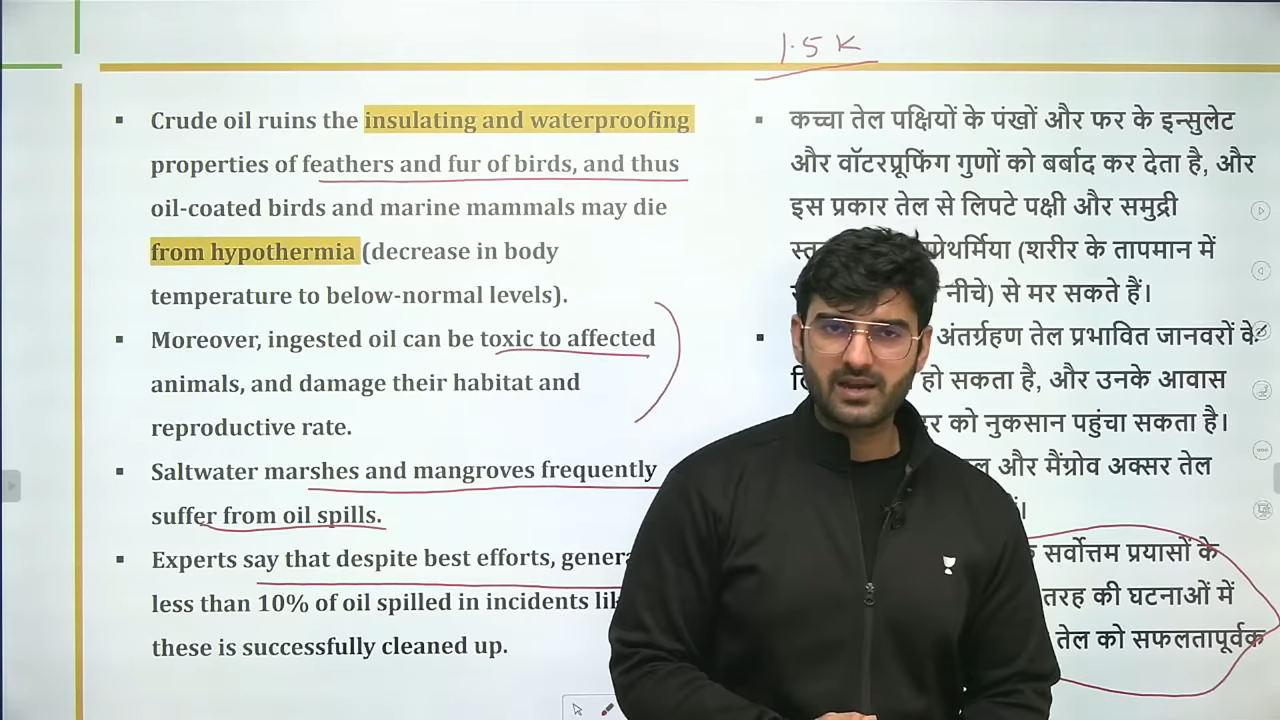 1.5 K
▪ Crude oil ruins the insulating and waterproofing
properties of feathers and fur of birds, and thus
oil-coated birds and marine mammals may die
from hypothermia (decrease in body
temperature to below-normal levels).
▪ Moreover, ingested oil can be toxic to affected
animals, and damage their habitat and
reproductive rate.
▪ Saltwater marshes and mangroves frequently
suffer from oil spills.
▪ Experts say that despite best efforts,
less than 10% of oil spilled in incidents
these is successfully cleaned up.
▪ कच्चा तेल पक्षियों के पंखों और फर के इन्सुलेट
और वॉटरप्रूफिंग गुणों को बर्बाद कर देता है, और
इस प्रकार तेल से लिपटे पक्षी और समुद्री
(शरीर के तापमान में
नीचे) से मर सकते हैं।
▪ अंतर्ग्रहण तेल प्रभावित जानवरों के
हो सकता है, और उनके आवास
को नुकसान पहुंचा सकता है।
और मैंग्रोव अक्सर तेल
सर्वोत्तम प्रयासों के
तरह की घटनाओं में
तेल को सफलतापूर्वक